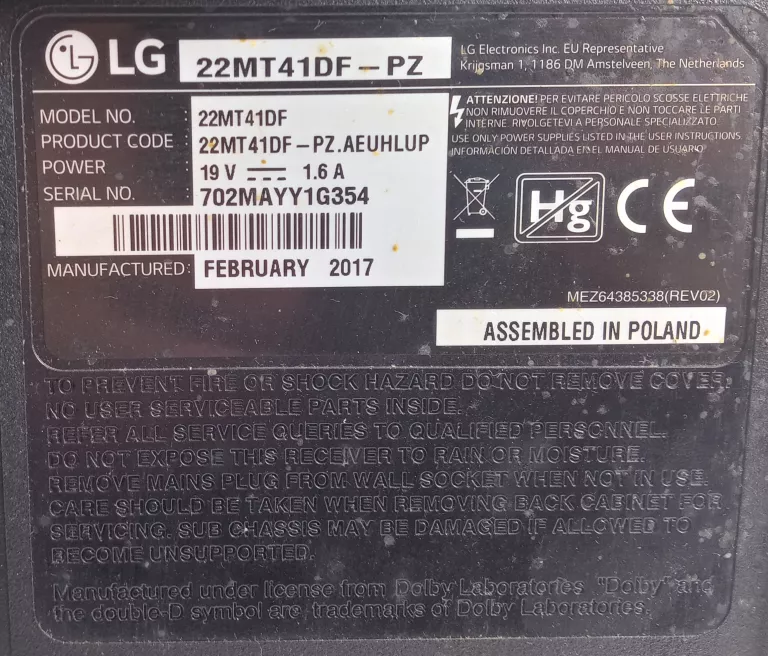 LG 22MT41DF-PZ
LG Electronics Inc. EU Representative
Krijgsman 1, 1186 DM Amstelveen, The Netherlands
MODEL NO. : 22MT41DF
PRODUCT CODE : 22MT41DF-PZ.AEUHLUP
POWER : 19 V ⎓ 1.6 A
SERIAL NO. : 702MAYY1G354
MANUFACTURED : FEBRUARY 2017
ATTENZIONE! PER EVITARE PERICOLO SCOSSE ELETTRICHE
NON RIMUOVERE IL COPERCHIO E NON TOCCARE LE PARTI
INTERNE RIVOLGETEVI A PERSONALE SPECIALIZZATO
USE ONLY POWER SUPPLIES LISTED IN THE USER INSTRUCTIONS.
INFORMACIÓN DETALLADA EN EL MANUAL DE USUARIO
Hg CE
MEZ64385338(REV02)
ASSEMBLED IN POLAND
TO PREVENT FIRE OR SHOCK HAZARD DO NOT REMOVE COVER.
NO USER SERVICEABLE PARTS INSIDE.
REFER ALL SERVICE QUERIES TO QUALIFIED PERSONNEL.
DO NOT EXPOSE THIS RECEIVER TO RAIN OR MOISTURE.
REMOVE MAINS PLUG FROM WALL SOCKET WHEN NOT IN USE.
CARE SHOULD BE TAKEN WHEN REMOVING BACK CABINET FOR
SERVICING. SUB CHASSIS MAY BE DAMAGED IF ALLOWED TO
BECOME UNSUPPORTED.
Manufactured under license from Dolby Laboratories. "Dolby" and
the double-D symbol are trademarks of Dolby Laboratories.